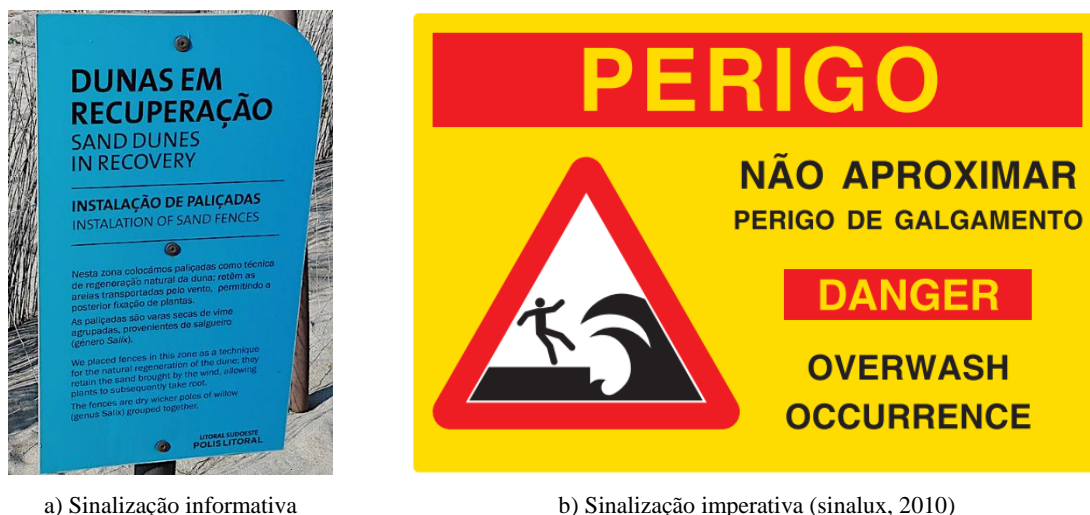 DUNAS EM
RECUPERAÇÃO
SAND DUNES
IN RECOVERY
INSTALAÇÃO DE PALIÇADAS
INSTALATION OF SAND FENCES
Nesta zona colocámos paliçadas como técnica
de regeneração natural da duna; retêm as
areias transportadas pelo vento, permitindo a
posterior fixação de plantas.
As paliçadas são varas secas de vime
agrupadas, provenientes de salgueiro
(género Salix).
We placed fences in this zone as a technique
for the natural regeneration of the dune; they
retain the sand brought by the wind, allowing
plants to subsequently take root.
The fences are dry wicker poles of willow
(genus Salix) grouped together.
LITORAL SUDOESTE
POLIS LITORAL
a) Sinalização informativa
PERIGO
NÃO APROXIMAR
PERIGO DE GALGAMENTO
DANGER
OVERWASH
OCCURRENCE
b) Sinalização imperativa (sinalux, 2010)